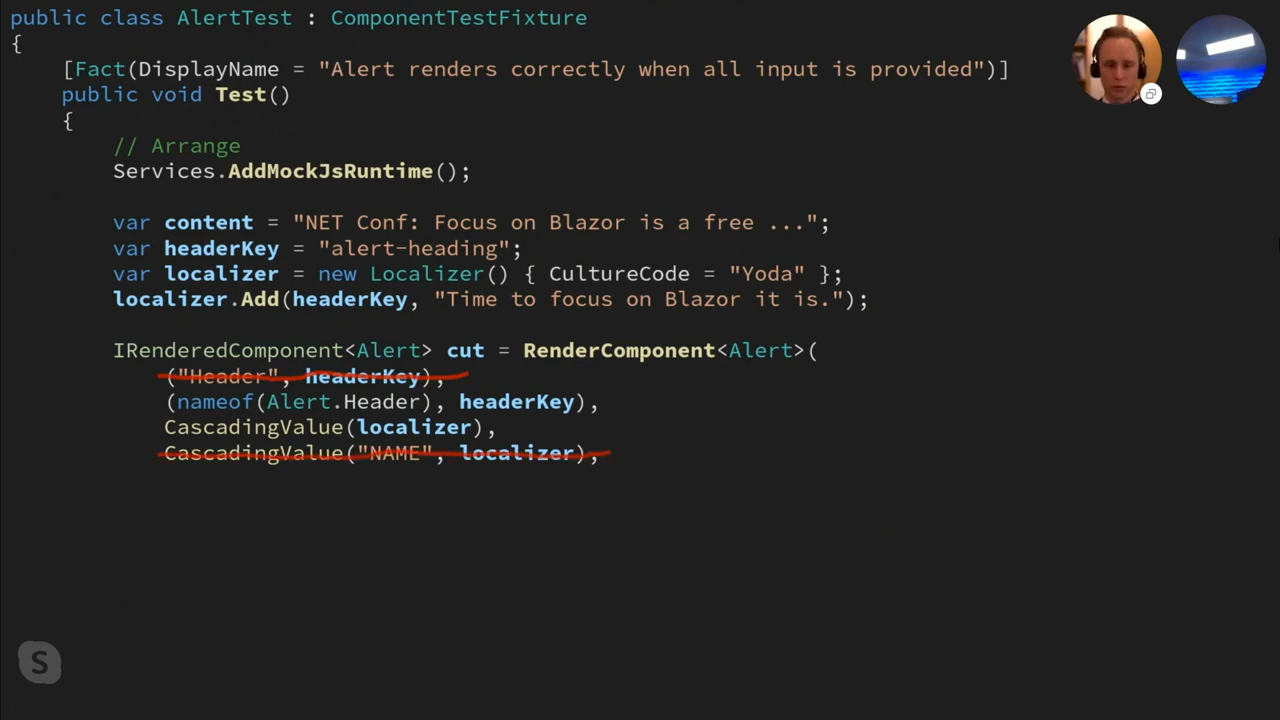 public class AlertTest : ComponentTestFixture
{
[Fact(DisplayName = "Alert renders correctly when all input is provided")]
public void Test()
{
// Arrange
Services.AddMockJsRuntime();
var content = "NET Conf: Focus on Blazor is a free ...";
var headerKey = "alert-heading";
var localizer = new Localizer() { CultureCode = "Yoda" };
localizer.Add(headerKey, "Time to focus on Blazor it is.");
IRenderedComponent<Alert> cut = RenderComponent<Alert>(
("Header", headerKey),
(nameof(Alert.Header), headerKey),
CascadingValue(localizer),
CascadingValue("NAME", localizer),
S